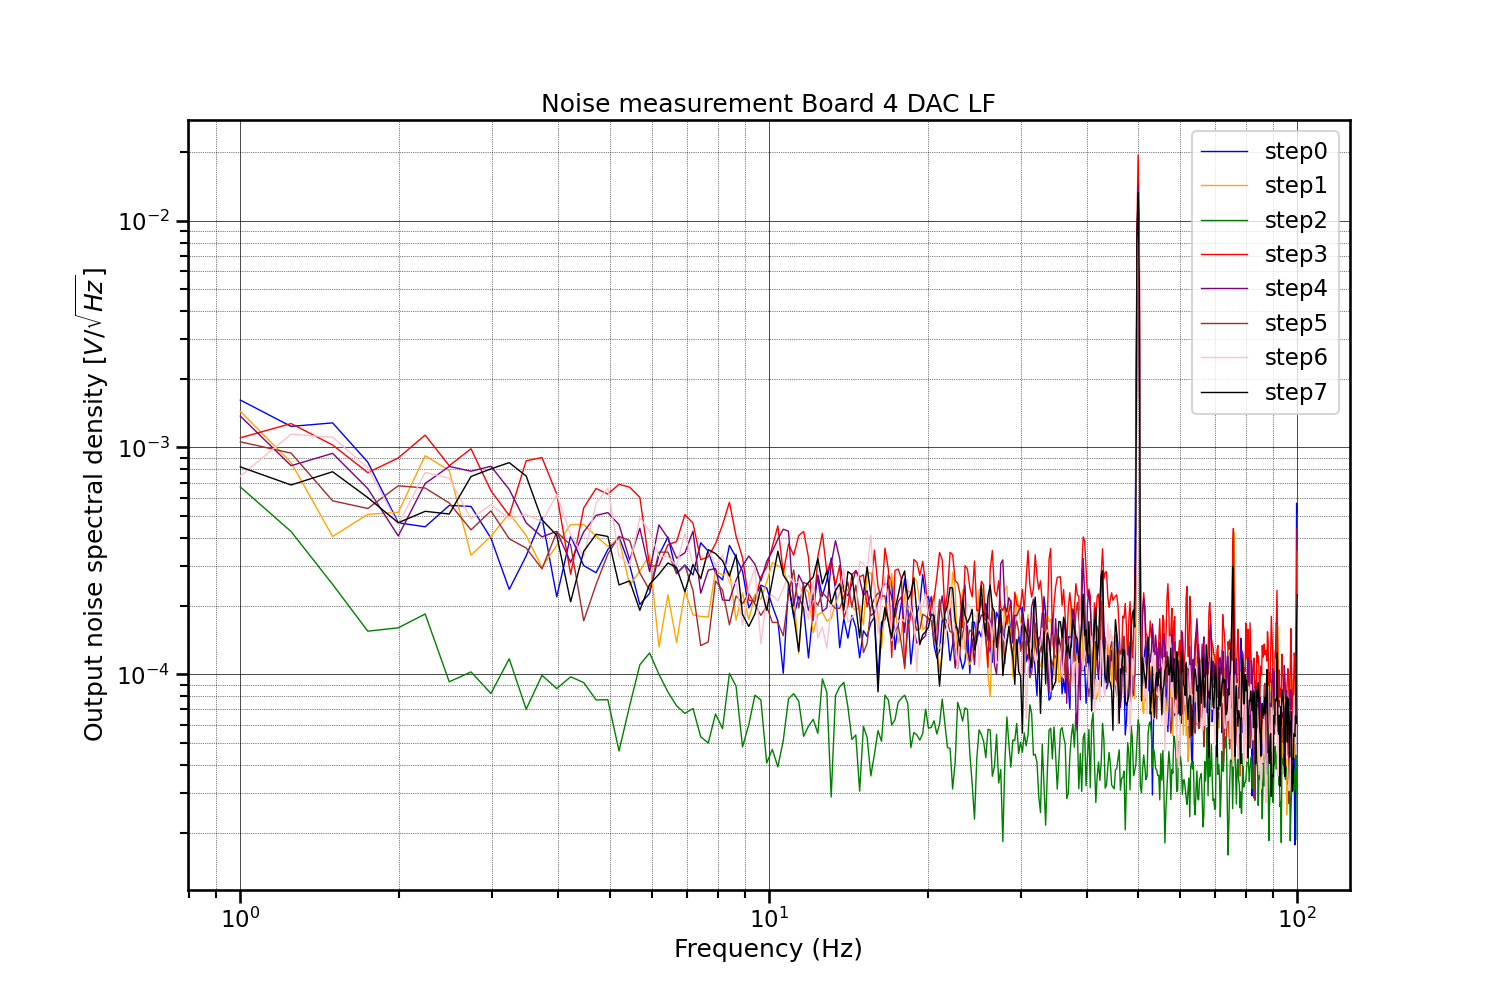 Noise measurement Board 4 DAC LF
Output noise spectral density [V/√Hz]
10⁻²
10⁻³
10⁻⁴
step0
step1
step2
step3
step4
step5
step6
step7
10⁰
10¹
10²
Frequency (Hz)